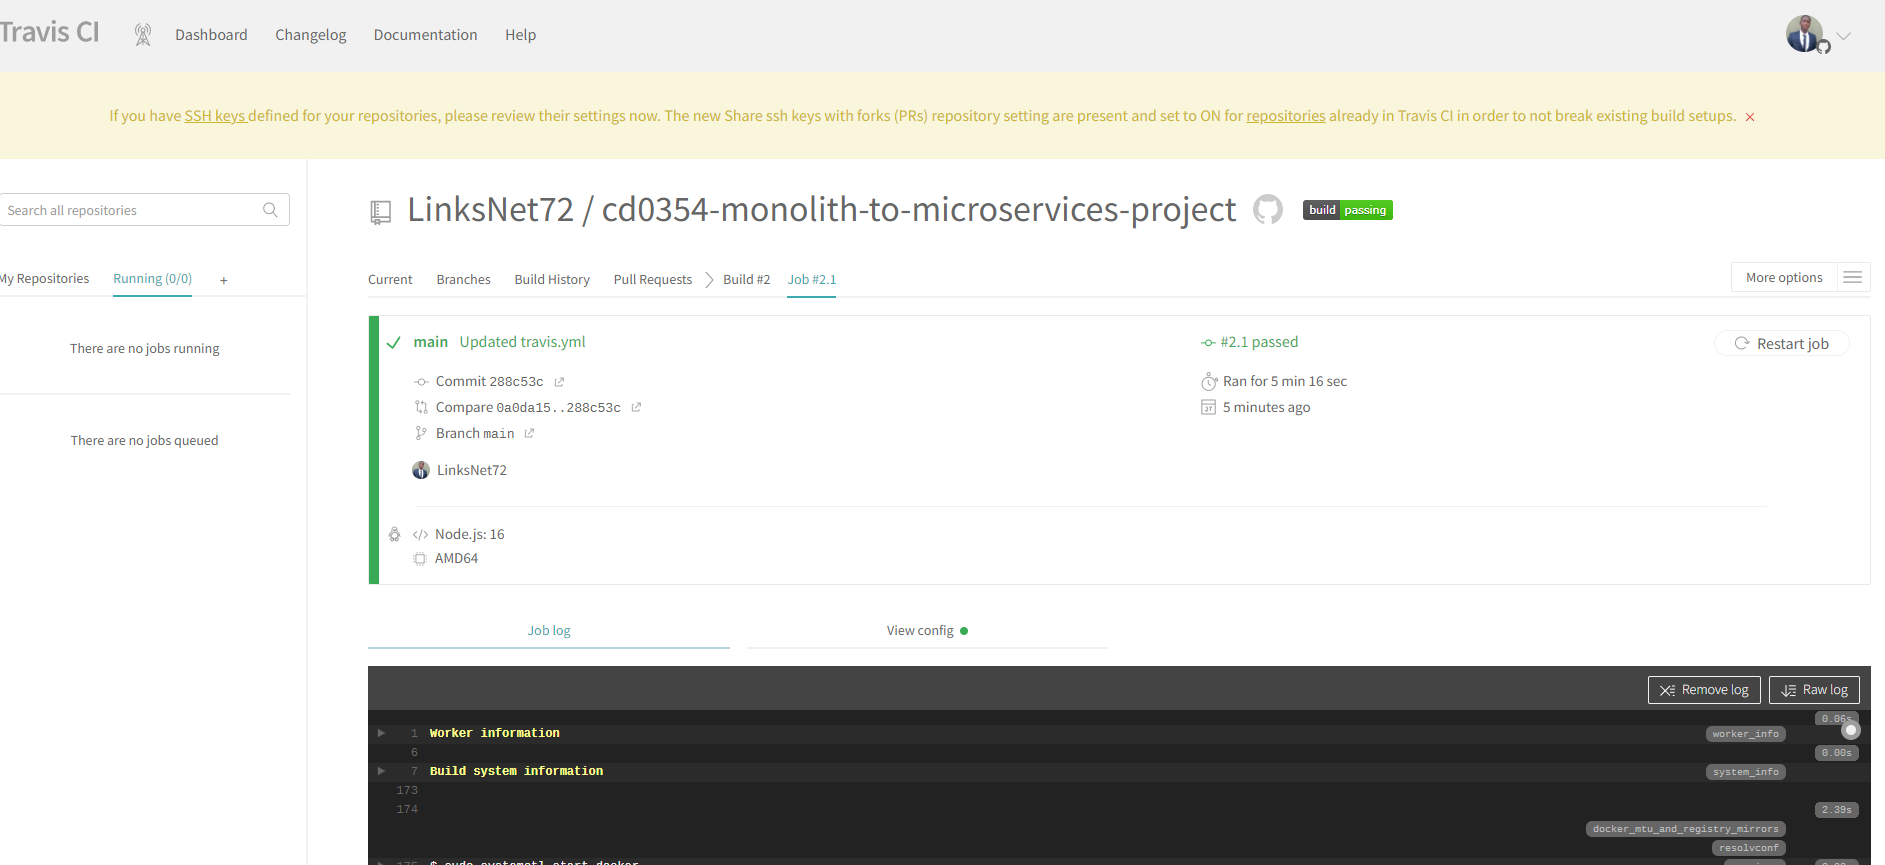 Travis CI
Dashboard Changelog Documentation Help
If you have SSH keys defined for your repositories, please review their settings now. The new Share ssh keys with forks (PRs) repository setting are present and set to ON for repositories already in Travis CI in order to not break existing build setups. ×
Search all repositories
My Repositories Running (0/0) +
There are no jobs running
There are no jobs queued
LinksNet72 / cd0354-monolith-to-microservices-project build passing
Current Branches Build History Pull Requests Build #2 Job #2.1
More options
main Updated travis.yml
Commit 288c53c
Compare 0a0da15..288c53c
Branch main
LinksNet72
#2.1 passed
Ran for 5 min 16 sec
27 5 minutes ago
Restart job
</> Node.js: 16
AMD64
Job log View config
Remove log Raw log
0.06s
1 Worker information worker_info
6 0.00s
7 Build system information system_info
173
174 2.39s
docker_mtu_and_registry_mirrors
resolvconf
$ sudo systemctl start docker